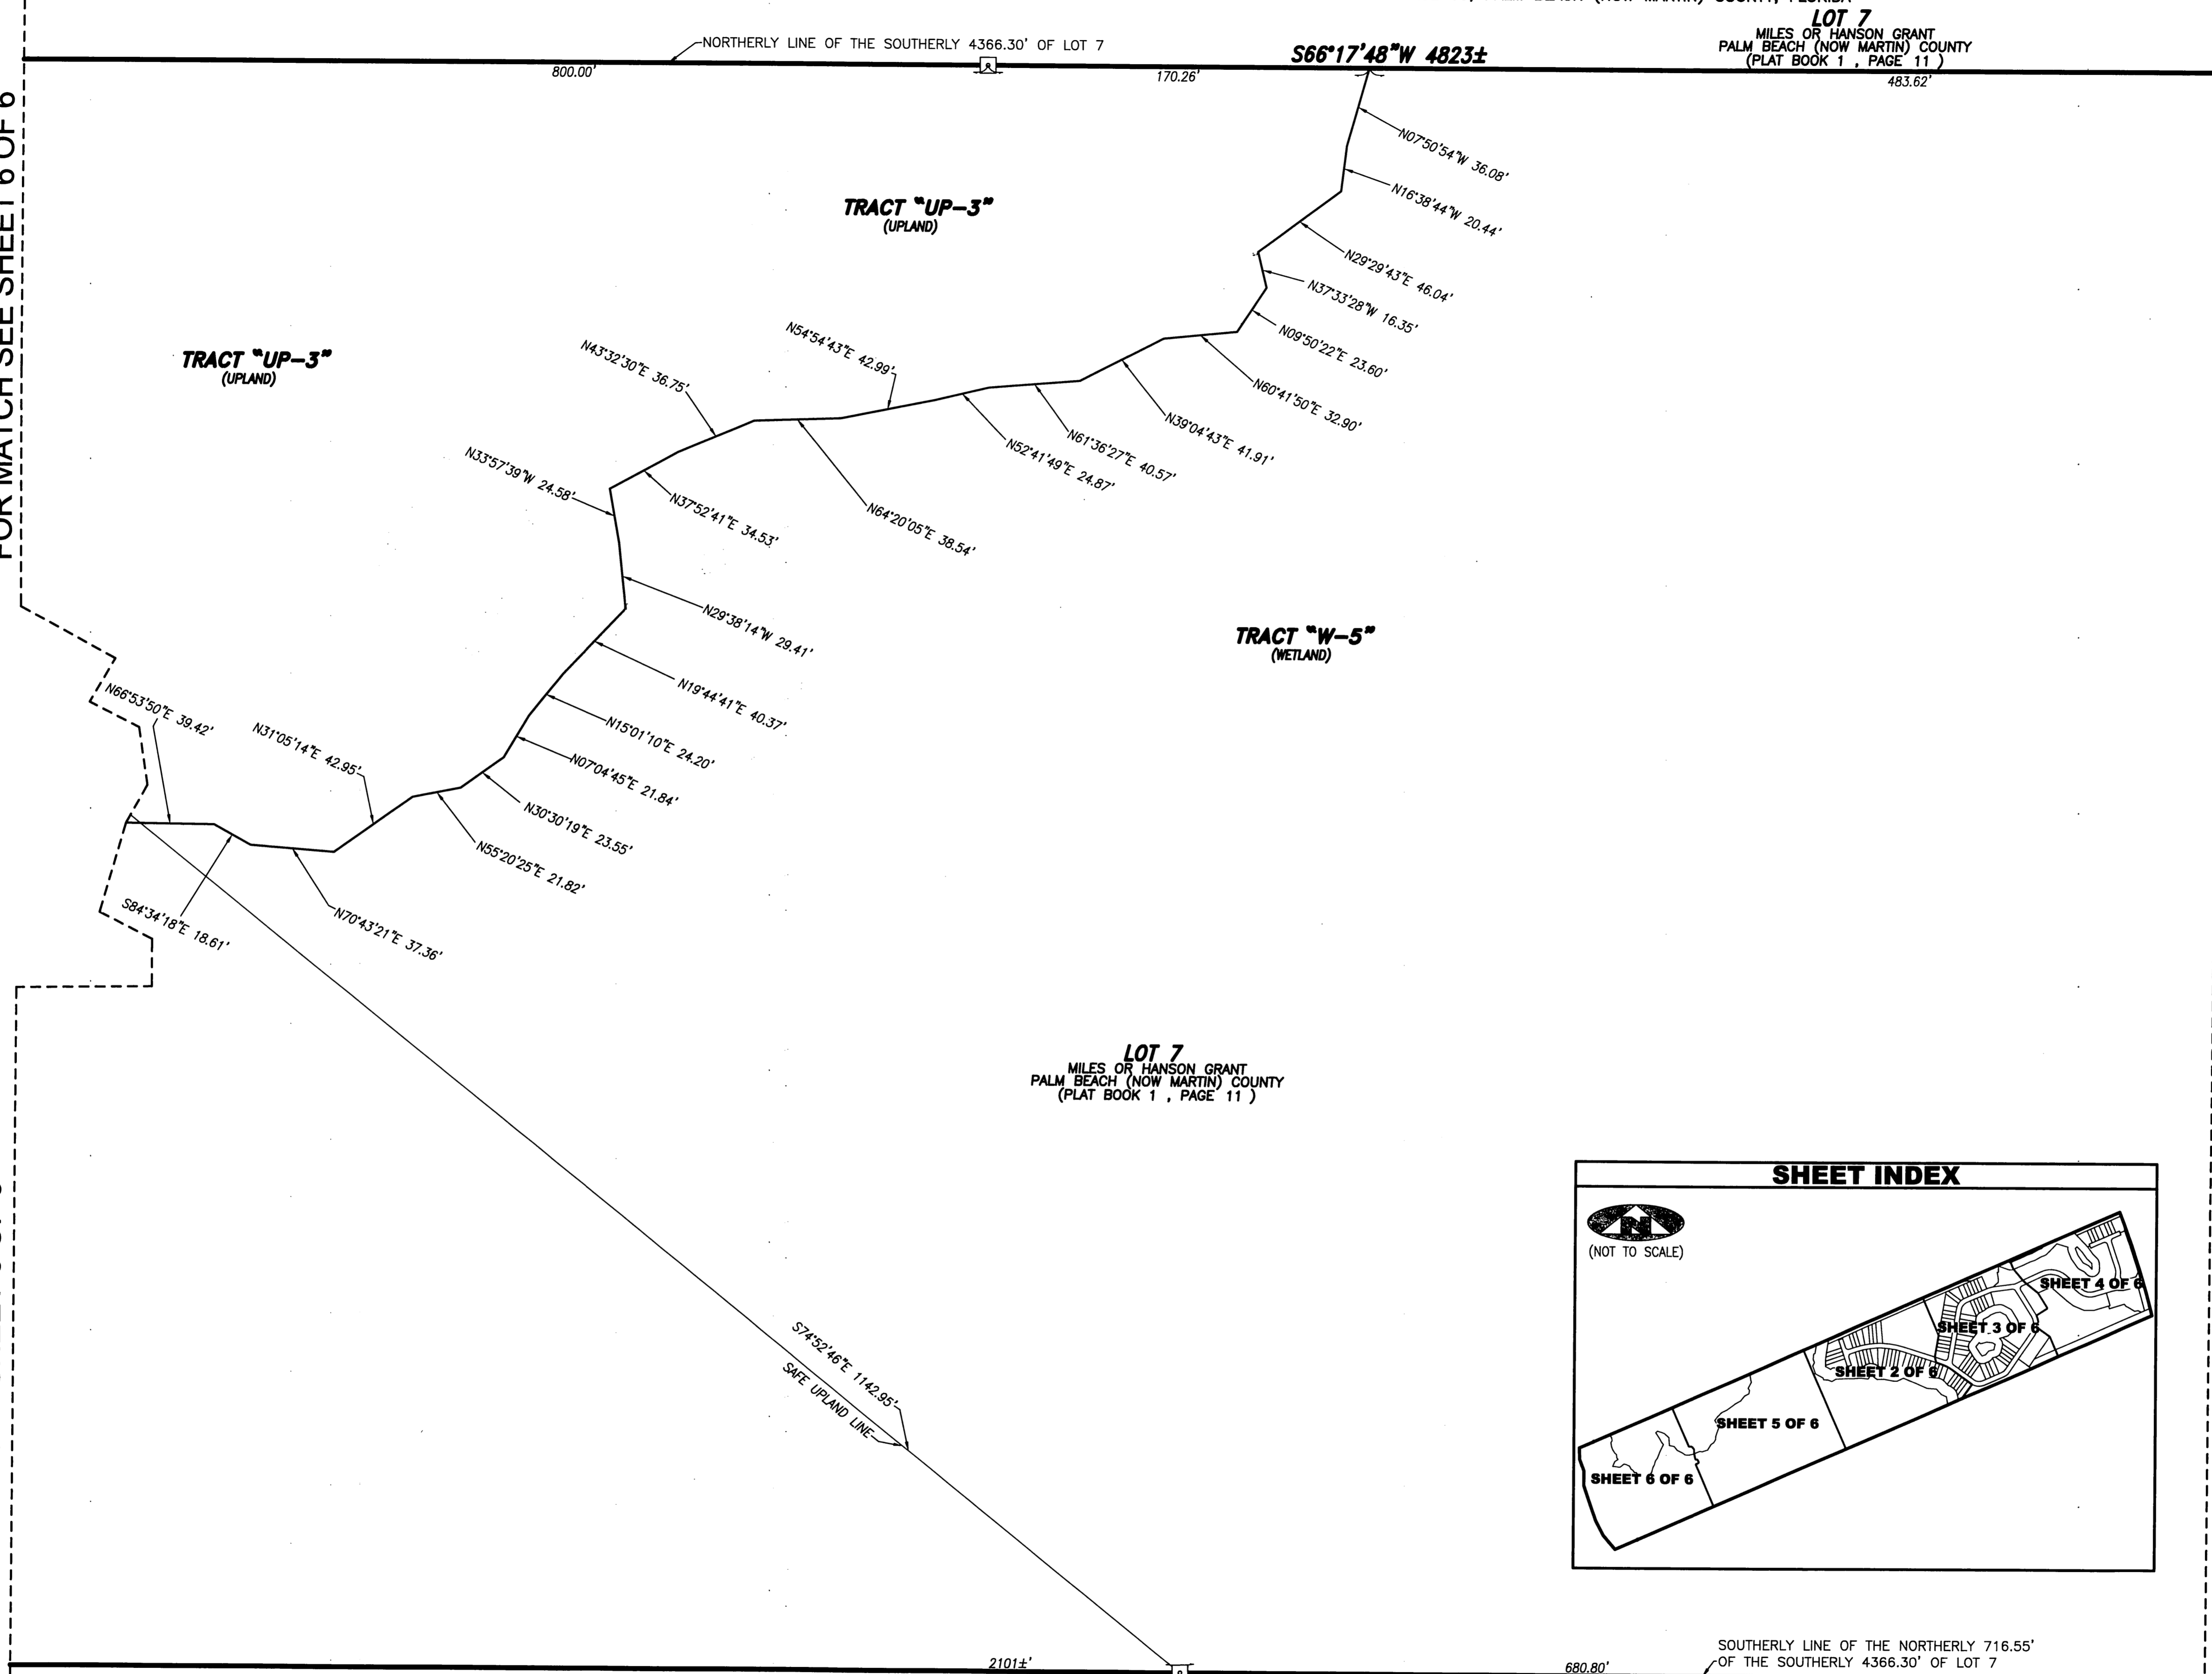 LOT 7
MILES OR HANSON GRANT
PALM BEACH (NOW MARTIN) COUNTY
(PLAT BOOK 1 , PAGE 11 )
NORTHERLY LINE OF THE SOUTHERLY 4366.30' OF LOT 7
S66°17'48"W 4823±
800.00'
170.26'
483.62'
FOR MATCH SEE SHEET 6 OF 6
N07°50'54"W 36.08'
N16°38'44"W 20.44'
N29°29'43"E 46.04'
N37°33'28"W 16.35'
N09°50'22"E 23.60'
N60°41'50"E 32.90'
N39°04'43"E 41.91'
N61°36'27"E 40.57'
N52°41'49"E 24.87'
TRACT "UP-3"
(UPLAND)
TRACT "UP-3"
(UPLAND)
N54°54'43"E 42.99'
N43°32'30"E 36.75'
N64°20'05"E 38.54'
N33°57'39"W 24.58'
N37°52'41"E 34.53'
N29°38'14"W 29.41'
N19°44'41"E 40.37'
N15°01'10"E 24.20'
N07°04'45"E 21.84'
N30°30'19"E 23.55'
N55°20'25"E 21.82'
N66°53'50"E 39.42'
N31°05'14"E 42.95'
S84°34'18"E 18.61'
N70°43'21"E 37.36'
TRACT "W-5"
(WETLAND)
LOT 7
MILES OR HANSON GRANT
PALM BEACH (NOW MARTIN) COUNTY
(PLAT BOOK 1 , PAGE 11 )
S74°52'46"E 1142.95'
SAFE UPLAND LINE
SHEET INDEX
N
(NOT TO SCALE)
SHEET 4 OF 6
SHEET 3 OF 6
SHEET 2 OF 6
SHEET 5 OF 6
SHEET 6 OF 6
2101±'
680.80'
SOUTHERLY LINE OF THE NORTHERLY 716.55'
OF THE SOUTHERLY 4366.30' OF LOT 7